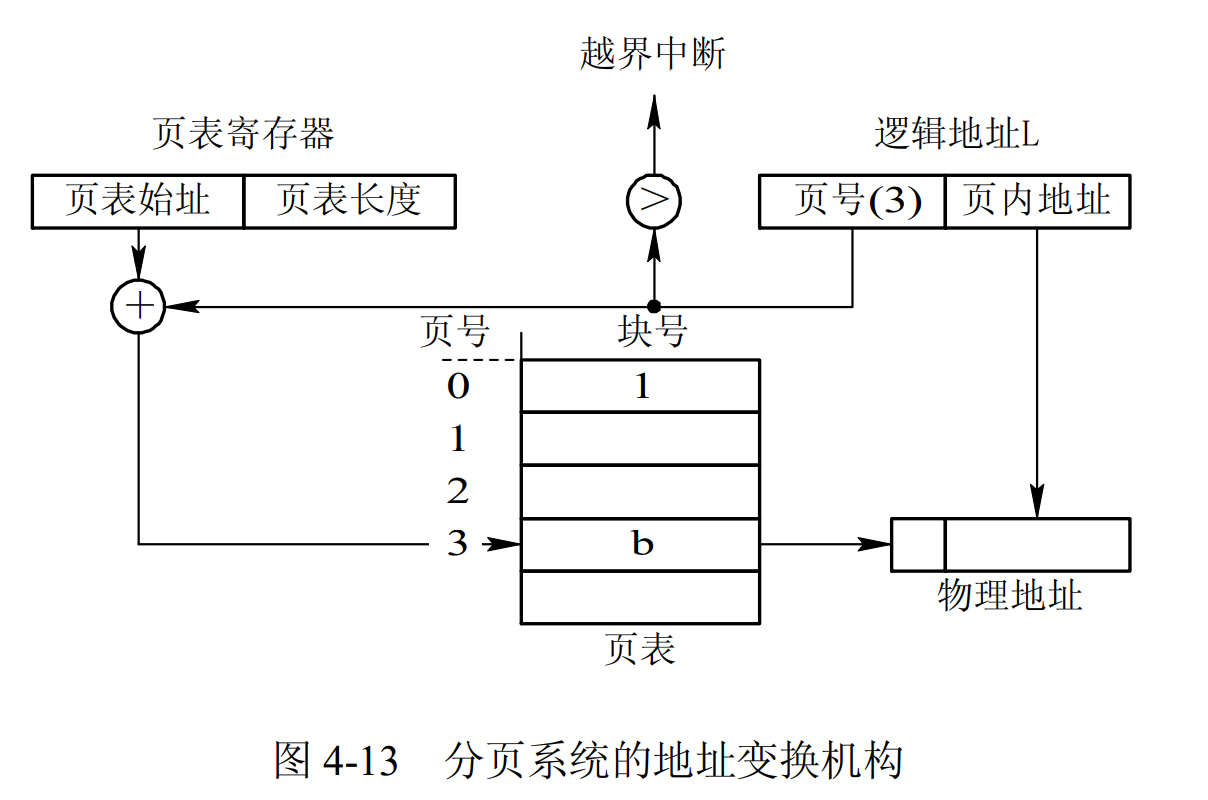 越界中断
页表寄存器
逻辑地址L
页表始址 页表长度
>
页号(3) 页内地址
+
页号 块号
0 1
1
2
3 b
物理地址
页表
图 4-13 分页系统的地址变换机构